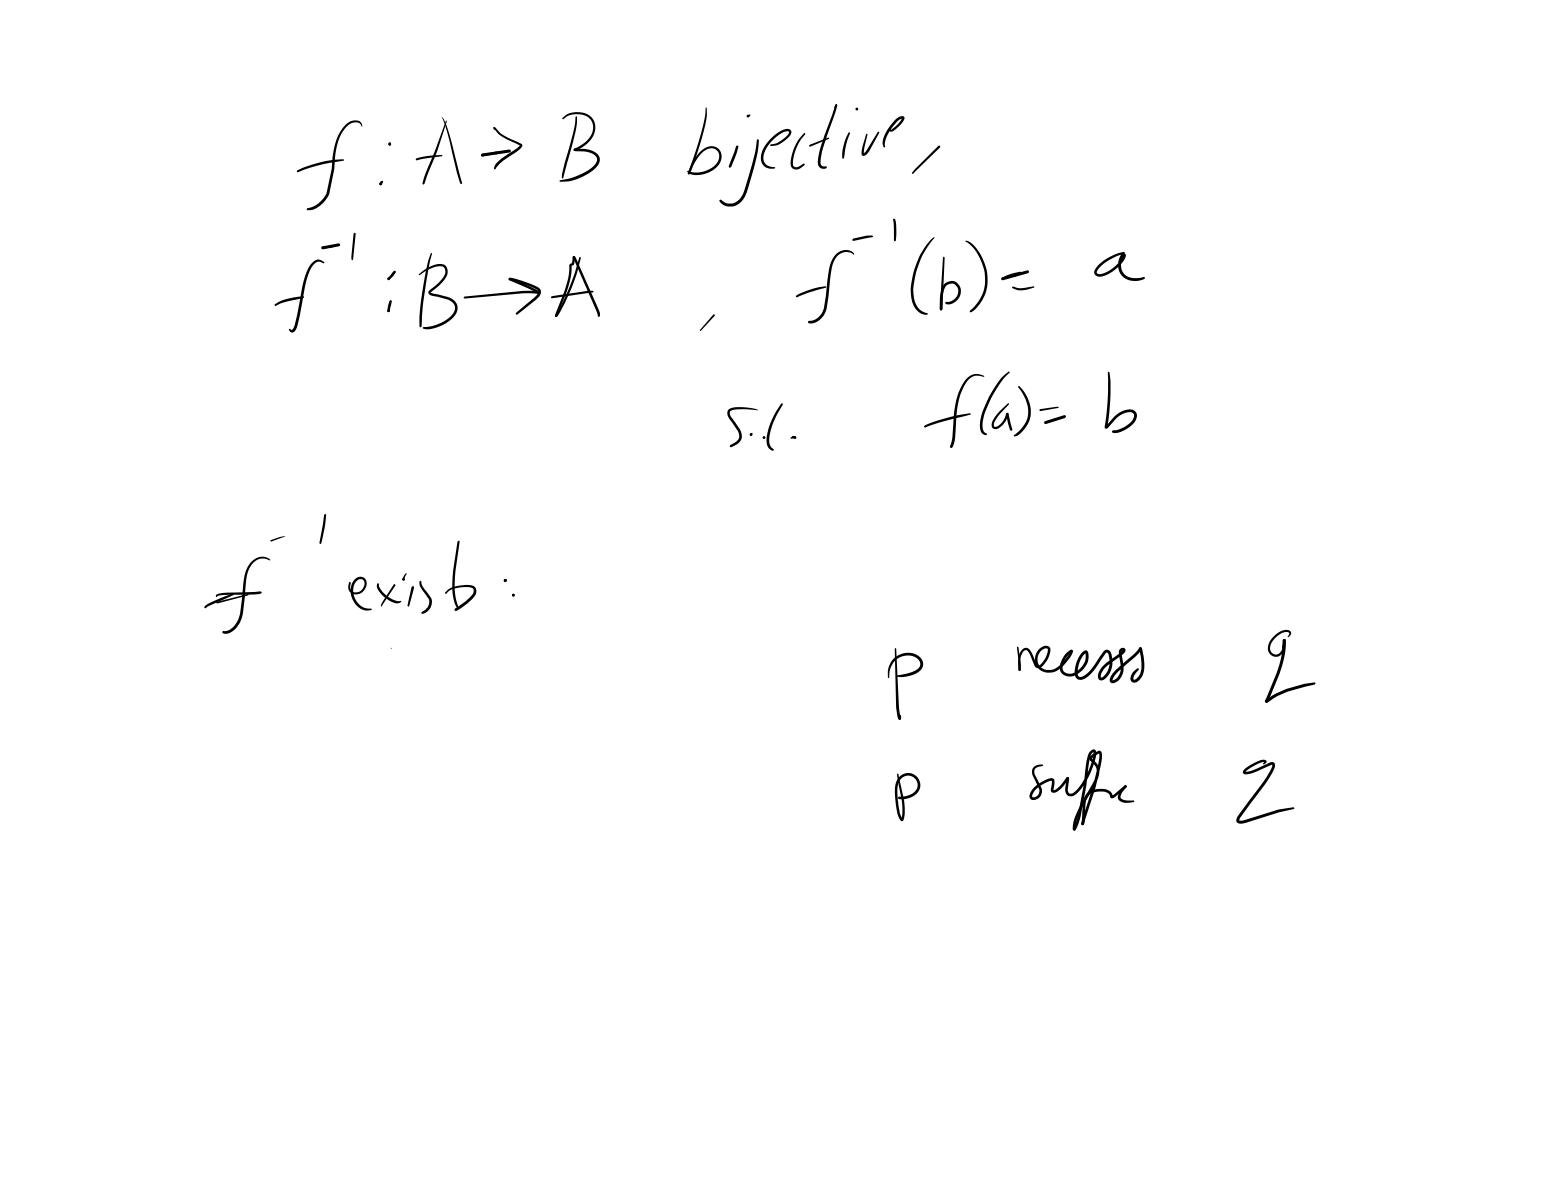 f : A → B bijective,
f⁻¹ : B → A , f⁻¹(b) = a
s.t. f(a) = b
f⁻¹ exists :
p necess q
p suffic q